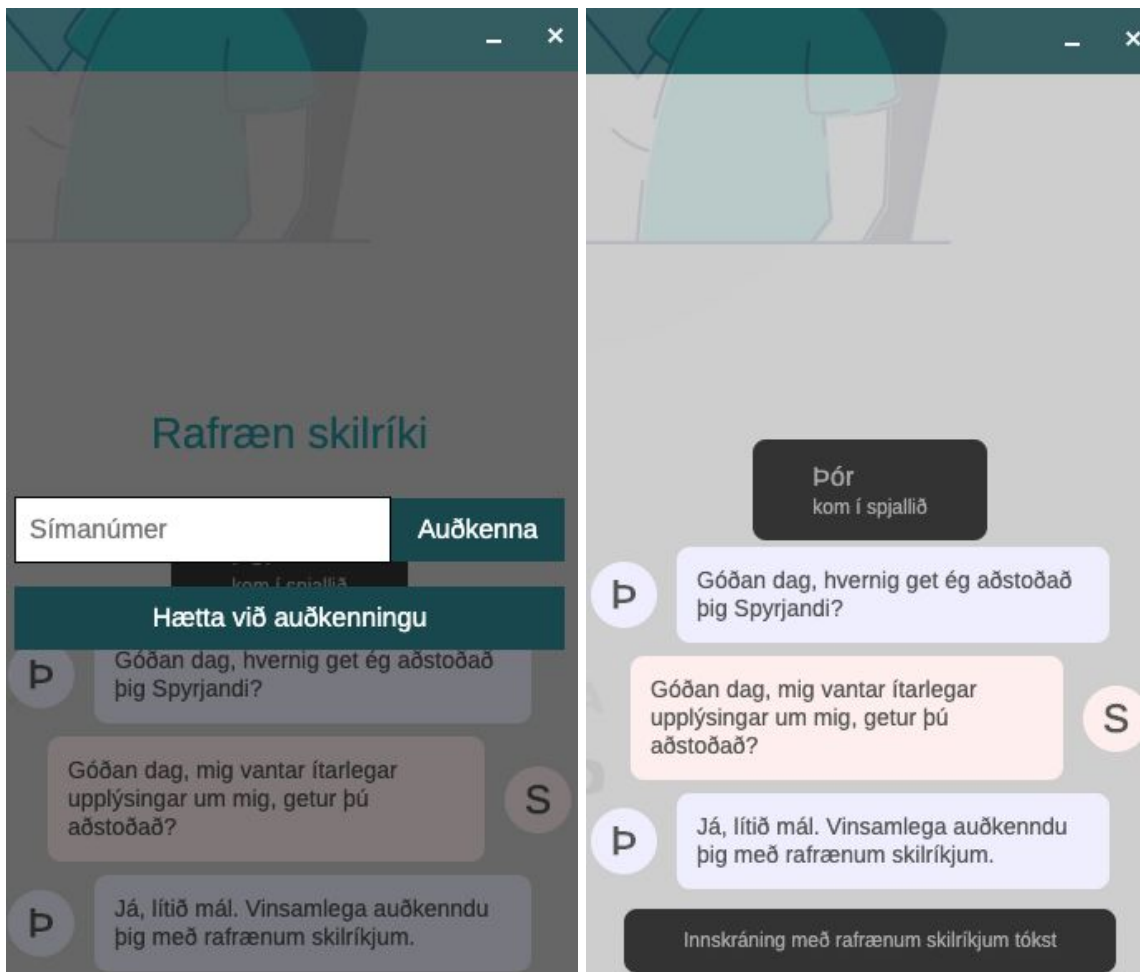 Rafræn skilríki
Símanúmer
Auðkenna
kom í spjallið
Hætta við auðkenningu
Þ
Góðan dag, hvernig get ég aðstoðað
þig Spyrjandi?
Góðan dag, mig vantar ítarlegar
upplýsingar um mig, getur þú
aðstoðað?
S
Þ
Já, lítið mál. Vinsamlega auðkenndu
þig með rafrænum skilríkjum.
Þór
kom í spjallið
Þ
Góðan dag, hvernig get ég aðstoðað
þig Spyrjandi?
Góðan dag, mig vantar ítarlegar
upplýsingar um mig, getur þú
aðstoðað?
S
Þ
Já, lítið mál. Vinsamlega auðkenndu
þig með rafrænum skilríkjum.
Innskráning með rafrænum skilríkjum tókst